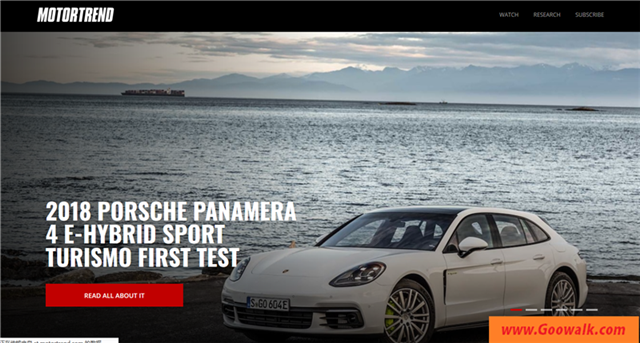 MOTORTREND
WATCH
RESEARCH
SUBSCRIBE
2018 PORSCHE PANAMERA
4 E-HYBRID SPORT
TURISMO FIRST TEST
READ ALL ABOUT IT
S·GO 604E
www.Goowalk.com